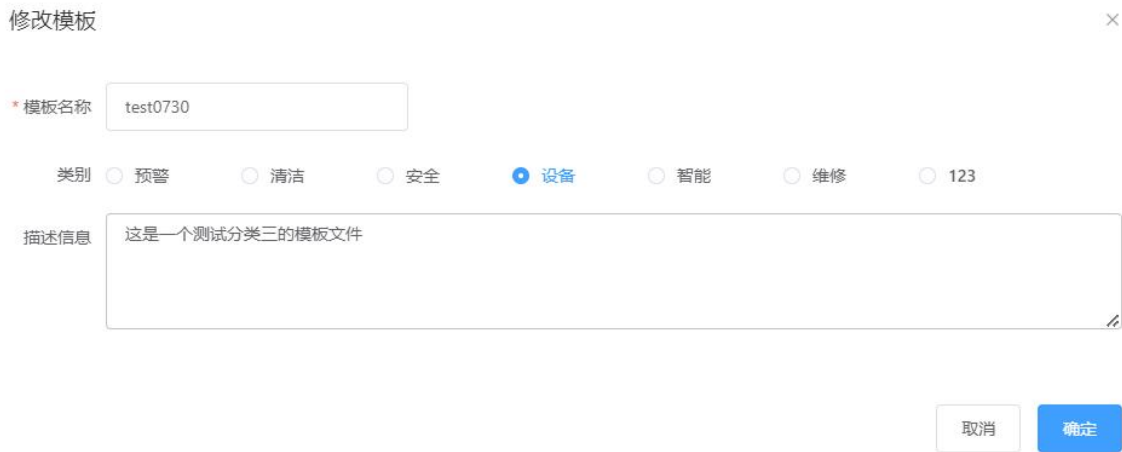 修改模板
* 模板名称 test0730
类别 预警 清洁 安全 设备 智能 维修 123
描述信息 这是一个测试分类三的模板文件
取消 确定